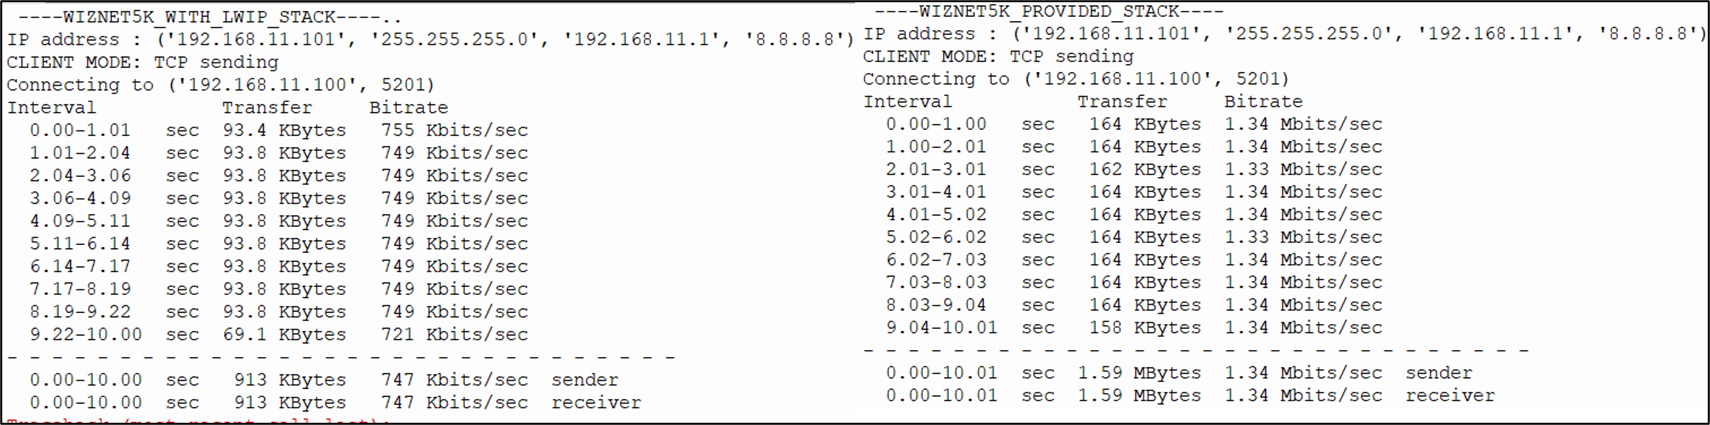 ----WIZNET5K_WITH_LWIP_STACK----..
IP address : ('192.168.11.101', '255.255.255.0', '192.168.11.1', '8.8.8.8')
CLIENT MODE: TCP sending
Connecting to ('192.168.11.100', 5201)
Interval Transfer Bitrate
0.00-1.01 sec 93.4 KBytes 755 Kbits/sec
1.01-2.04 sec 93.8 KBytes 749 Kbits/sec
2.04-3.06 sec 93.8 KBytes 749 Kbits/sec
3.06-4.09 sec 93.8 KBytes 749 Kbits/sec
4.09-5.11 sec 93.8 KBytes 749 Kbits/sec
5.11-6.14 sec 93.8 KBytes 749 Kbits/sec
6.14-7.17 sec 93.8 KBytes 749 Kbits/sec
7.17-8.19 sec 93.8 KBytes 749 Kbits/sec
8.19-9.22 sec 93.8 KBytes 749 Kbits/sec
9.22-10.00 sec 69.1 KBytes 721 Kbits/sec
- - - - - - - - - - - - - - - - - - - - - - - - - - - - - -
0.00-10.00 sec 913 KBytes 747 Kbits/sec sender
0.00-10.00 sec 913 KBytes 747 Kbits/sec receiver
Traceback (most recent call last):
----WIZNET5K_PROVIDED_STACK----
IP address : ('192.168.11.101', '255.255.255.0', '192.168.11.1', '8.8.8.8')
CLIENT MODE: TCP sending
Connecting to ('192.168.11.100', 5201)
Interval Transfer Bitrate
0.00-1.00 sec 164 KBytes 1.34 Mbits/sec
1.00-2.01 sec 164 KBytes 1.34 Mbits/sec
2.01-3.01 sec 162 KBytes 1.33 Mbits/sec
3.01-4.01 sec 164 KBytes 1.34 Mbits/sec
4.01-5.02 sec 164 KBytes 1.34 Mbits/sec
5.02-6.02 sec 164 KBytes 1.33 Mbits/sec
6.02-7.03 sec 164 KBytes 1.34 Mbits/sec
7.03-8.03 sec 164 KBytes 1.34 Mbits/sec
8.03-9.04 sec 164 KBytes 1.34 Mbits/sec
9.04-10.01 sec 158 KBytes 1.34 Mbits/sec
- - - - - - - - - - - - - - - - - - - - - - - - - - - - - -
0.00-10.01 sec 1.59 MBytes 1.34 Mbits/sec sender
0.00-10.01 sec 1.59 MBytes 1.34 Mbits/sec receiver